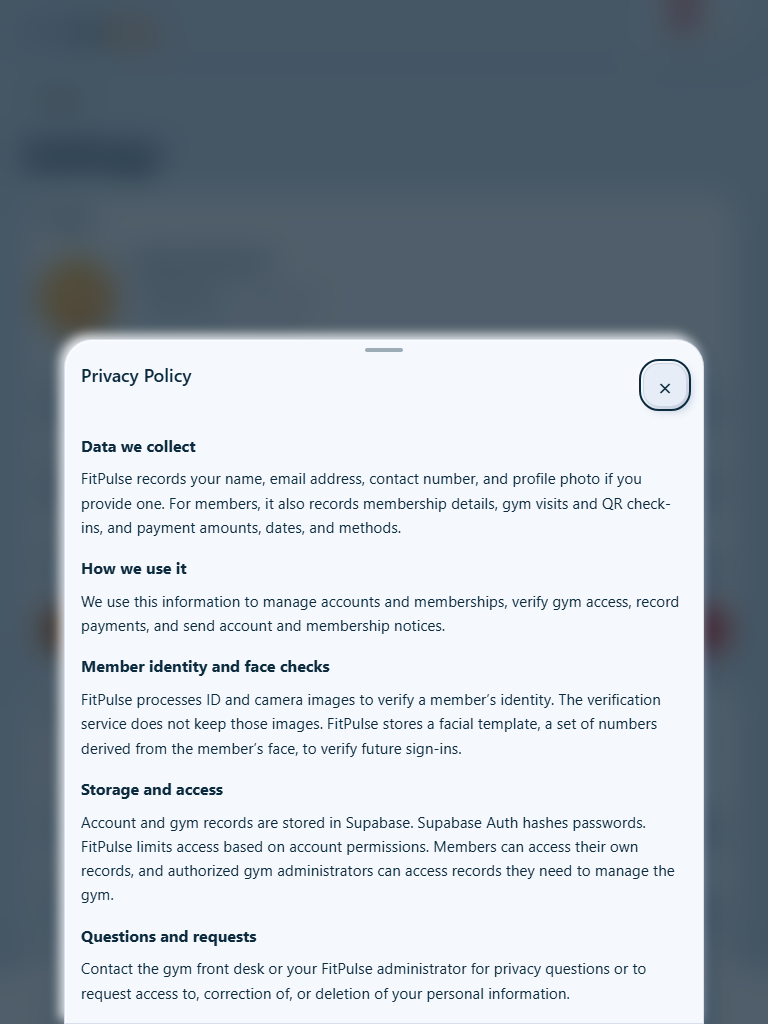 Privacy Policy
×
Data we collect
FitPulse records your name, email address, contact number, and profile photo if you
provide one. For members, it also records membership details, gym visits and QR check-
ins, and payment amounts, dates, and methods.
How we use it
We use this information to manage accounts and memberships, verify gym access, record
payments, and send account and membership notices.
Member identity and face checks
FitPulse processes ID and camera images to verify a member’s identity. The verification
service does not keep those images. FitPulse stores a facial template, a set of numbers
derived from the member’s face, to verify future sign-ins.
Storage and access
Account and gym records are stored in Supabase. Supabase Auth hashes passwords.
FitPulse limits access based on account permissions. Members can access their own
records, and authorized gym administrators can access records they need to manage the
gym.
Questions and requests
Contact the gym front desk or your FitPulse administrator for privacy questions or to
request access to, correction of, or deletion of your personal information.